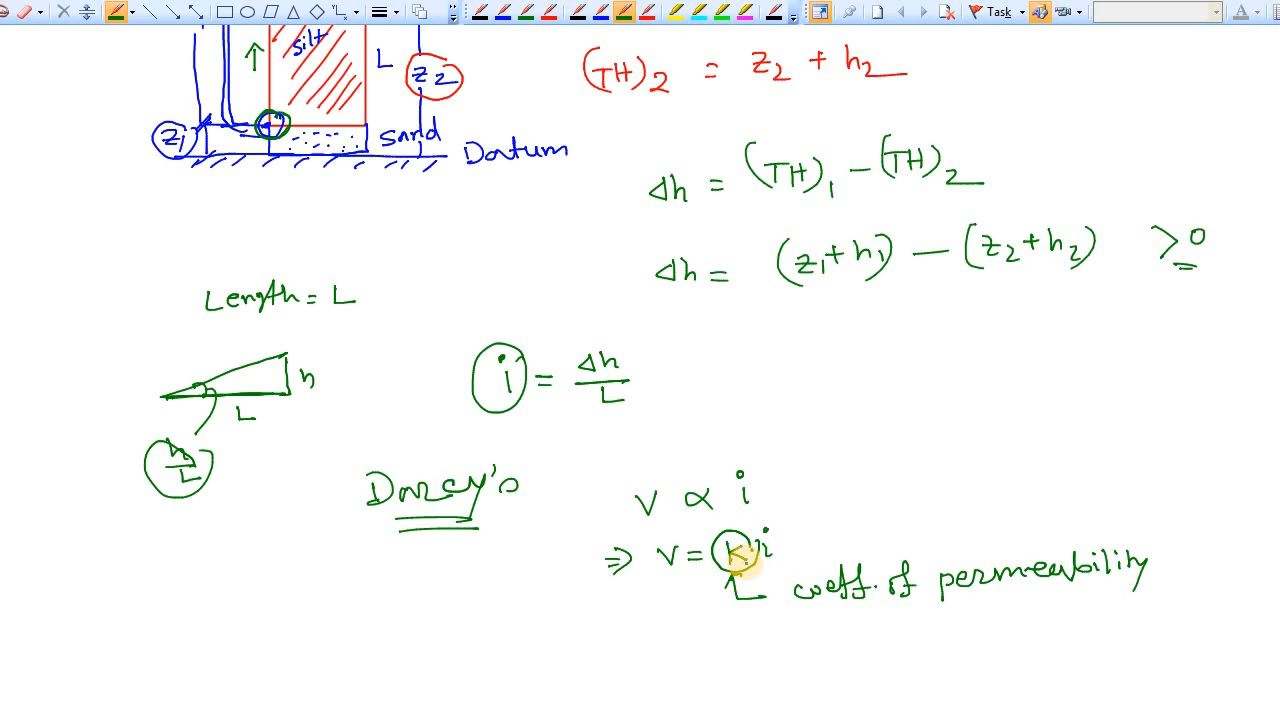 Task
A
silt
L
z2
z1
sand
Datum
(TH)2 = z2 + h2
Δh = (TH)1 - (TH)2
Δh = (z1+h1) - (z2+h2) ≥0
Length = L
h
L
h/L
i = Δh/L
Darcy's
v ∝ i
⇒ v = k i
coeff. of permeability